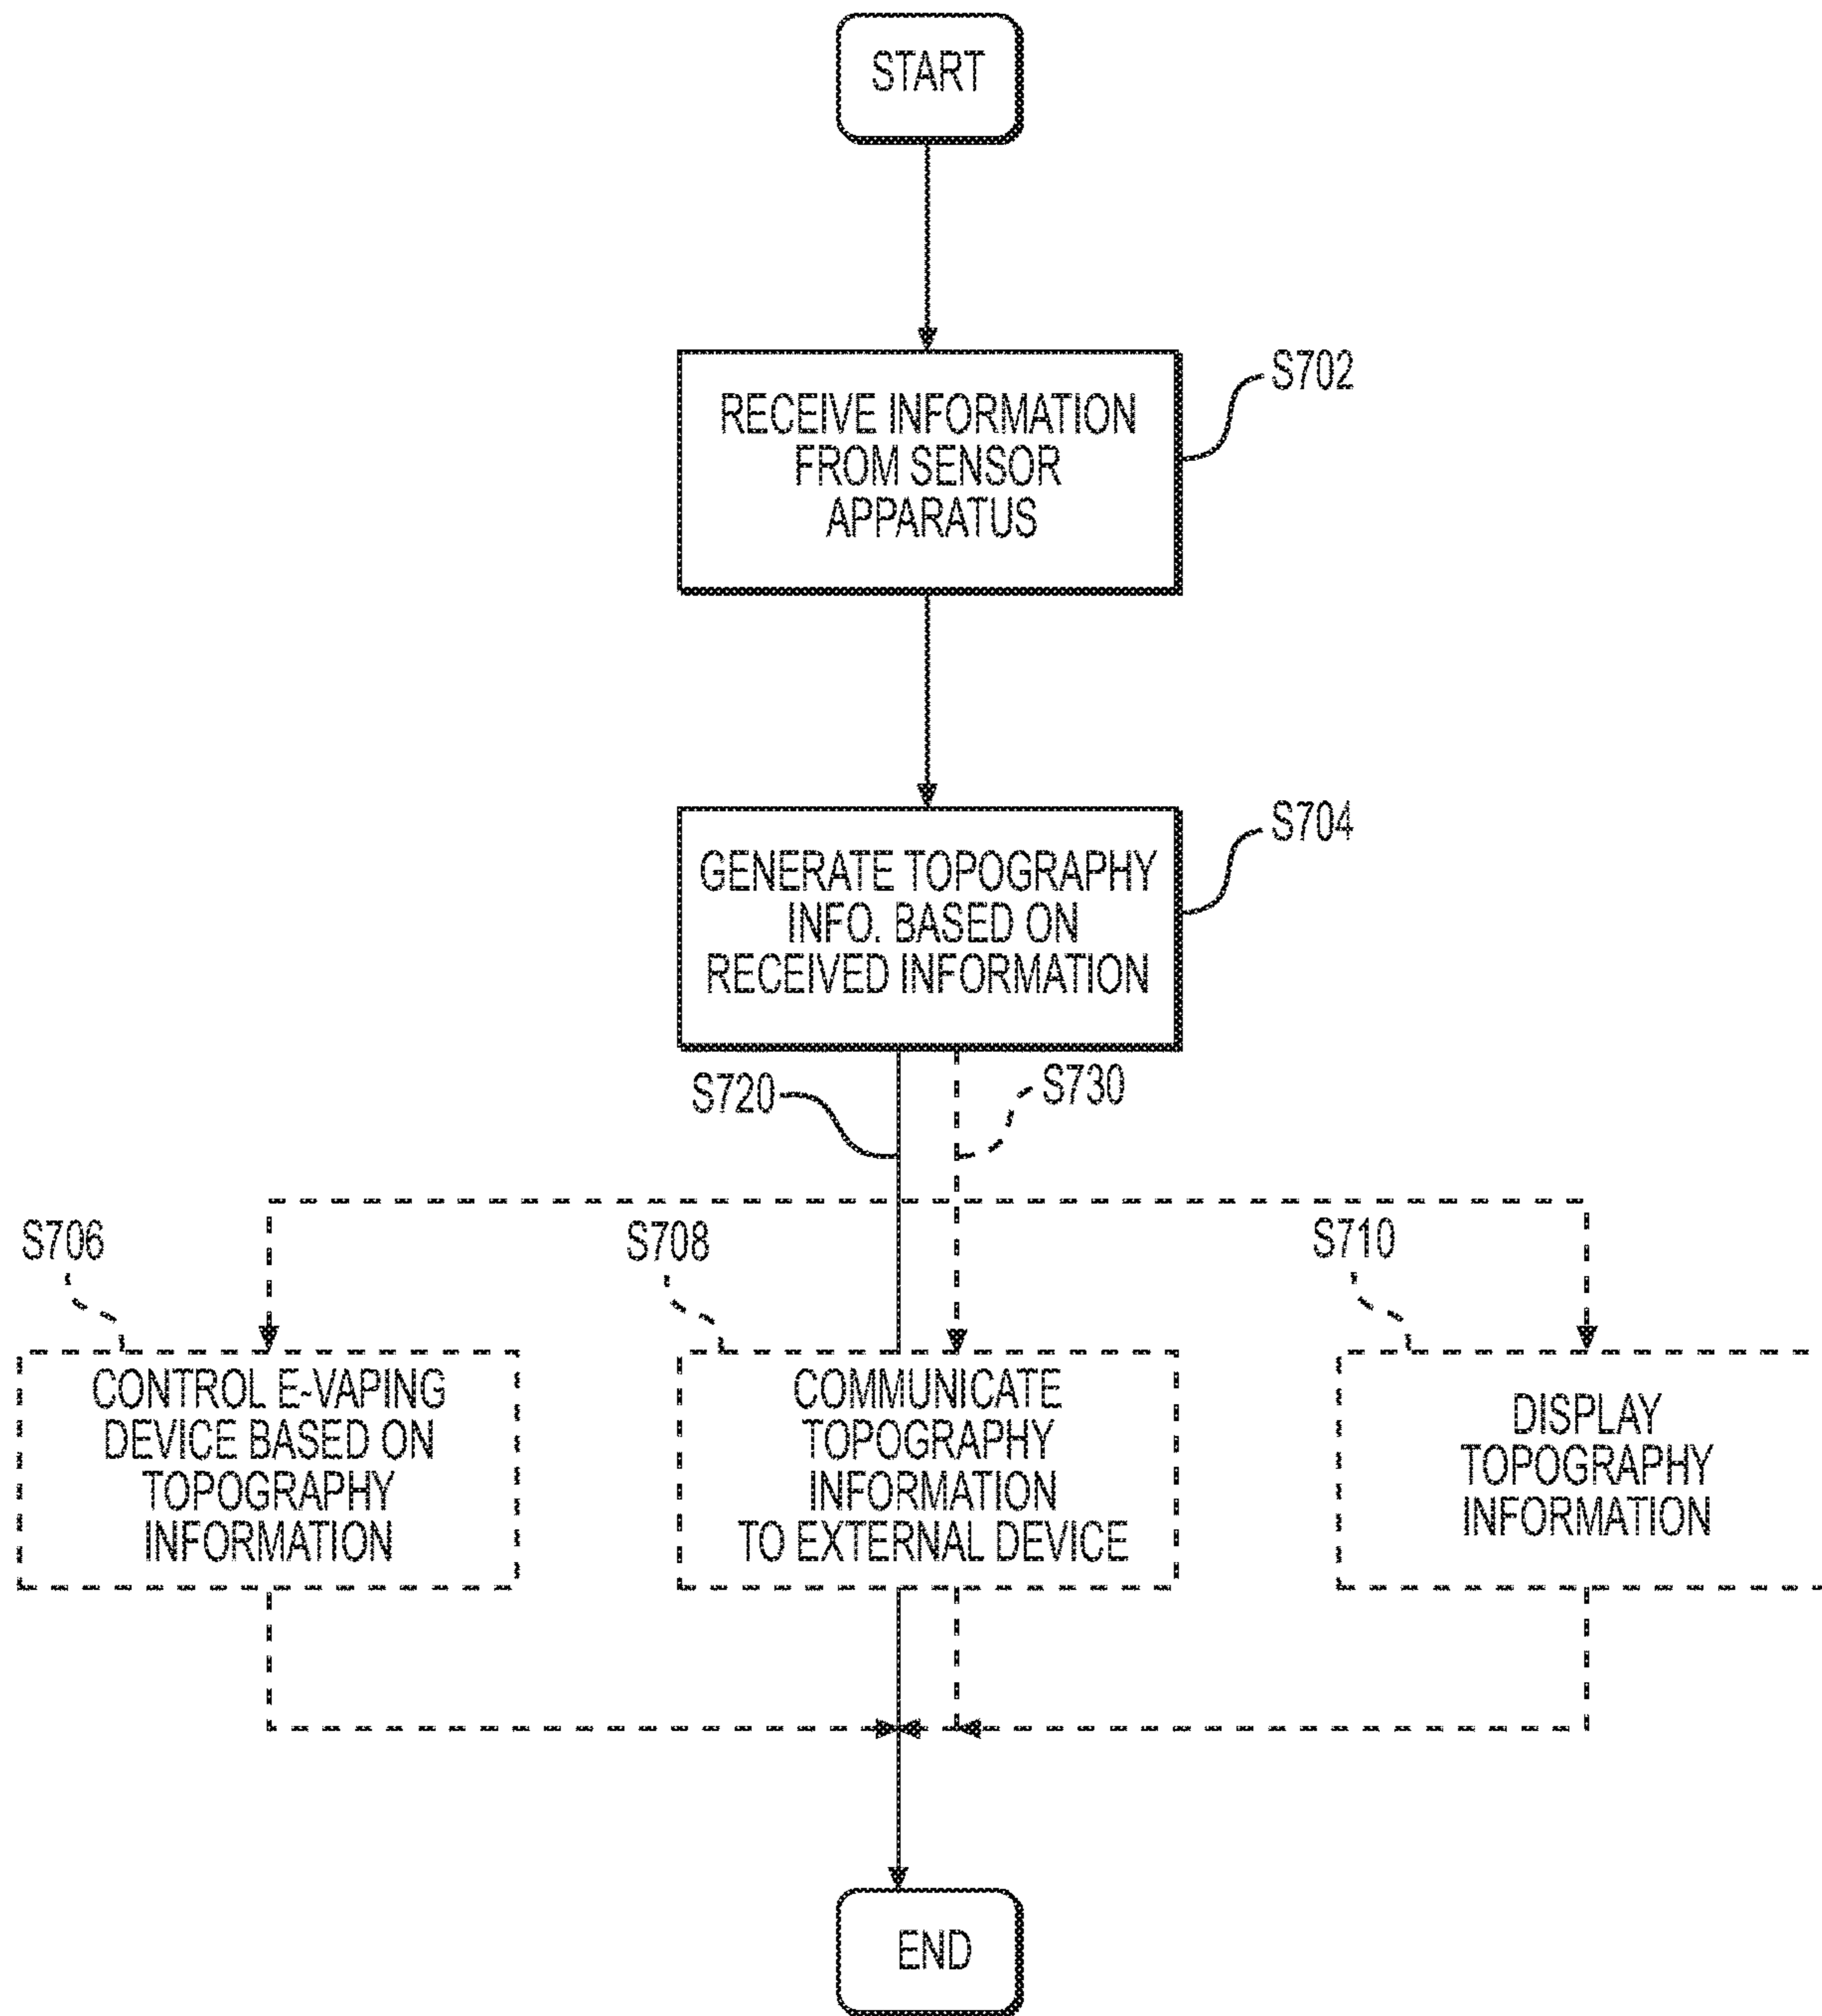 START
S702
RECEIVE INFORMATION
FROM SENSOR
APPARATUS
S704
GENERATE TOPOGRAPHY
INFO. BASED ON
RECEIVED INFORMATION
S720
S730
S706
S708
S710
CONTROL E-VAPING
DEVICE BASED ON
TOPOGRAPHY
INFORMATION
COMMUNICATE
TOPOGRAPHY
INFORMATION
TO EXTERNAL DEVICE
DISPLAY
TOPOGRAPHY
INFORMATION
END